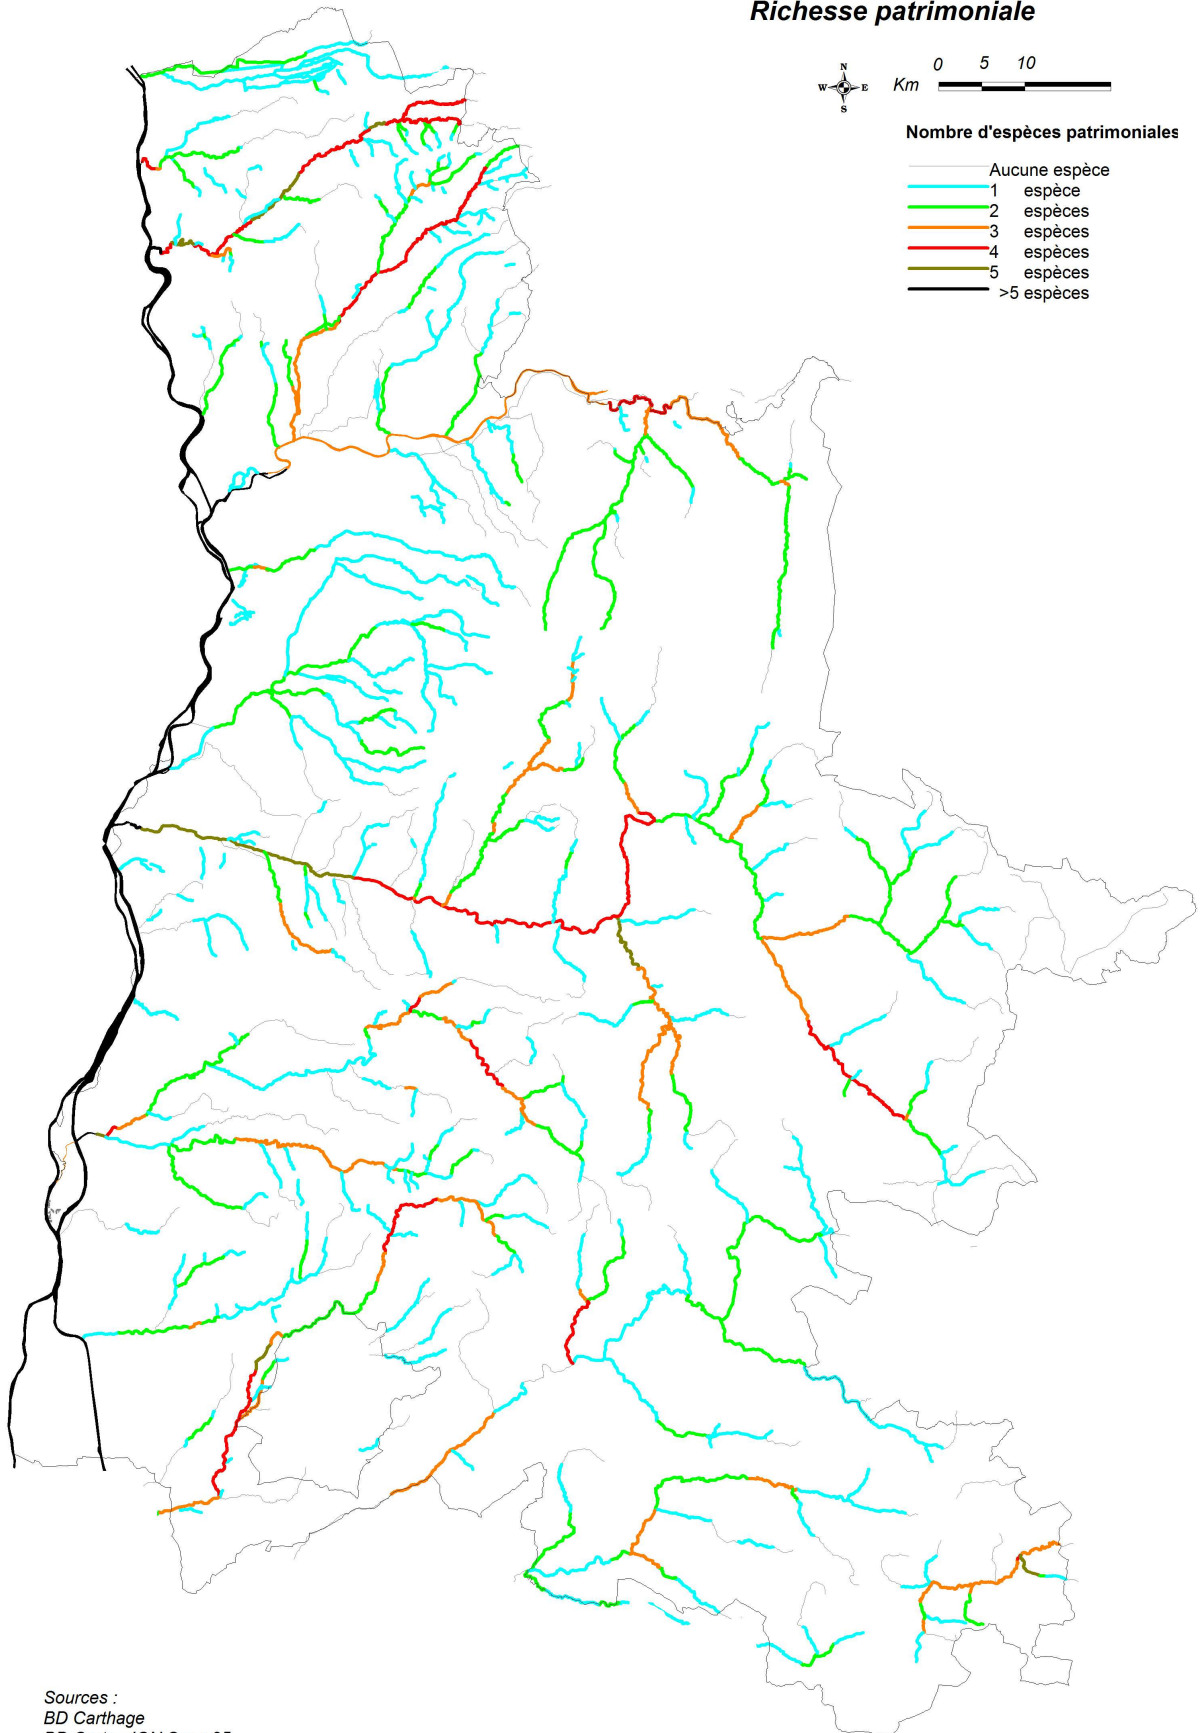 Richesse patrimoniale
N
W E
S
Km 0 5 10
Nombre d'espèces patrimoniales
Aucune espèce
1 espèce
2 espèces
3 espèces
4 espèces
5 espèces
>5 espèces
Sources :
BD Carthage